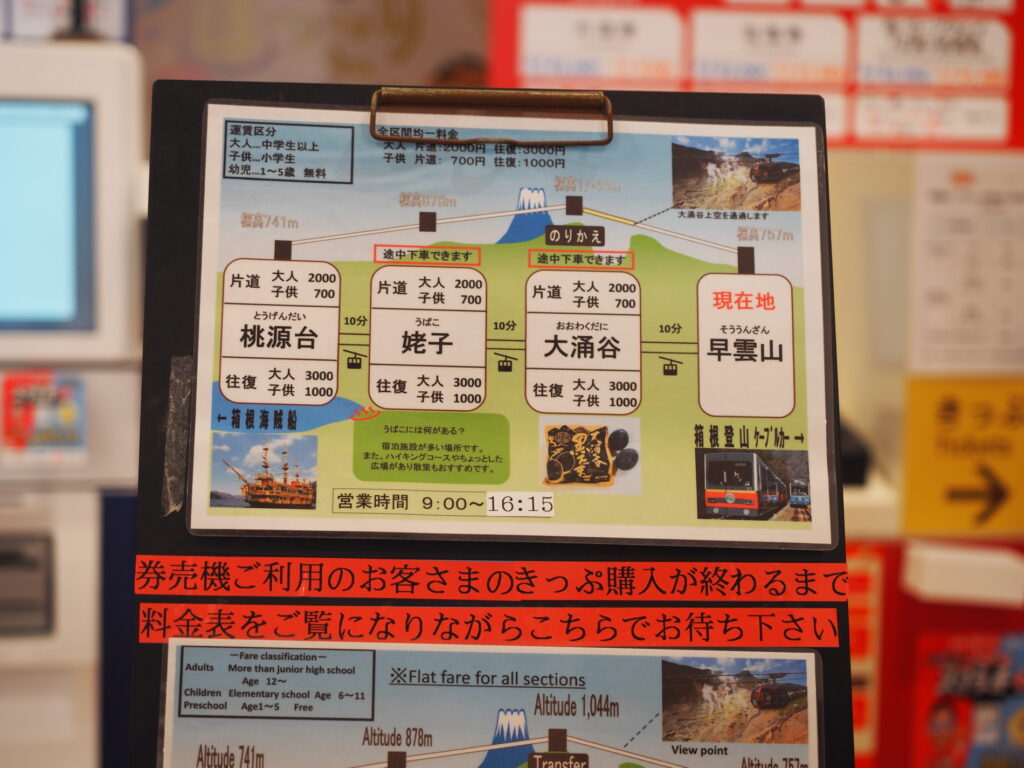 運賃区分
大人…中学生以上
子供…小学生
幼児…1～5歳 無料
全区間均一料金
大人 片道:2000円 往復:3000円
子供 片道: 700円 往復:1000円
大涌谷上空を通過します
標高741m
標高878m
標高1,044m
標高757m
のりかえ
途中下車できます
途中下車できます
片道 大人 2000
子供 700
とうげんだい
桃源台
往復 大人 3000
子供 1000
10分
片道 大人 2000
子供 700
うばこ
姥子
往復 大人 3000
子供 1000
10分
片道 大人 2000
子供 700
おおわくだに
大涌谷
往復 大人 3000
子供 1000
10分
現在地
そううんざん
早雲山
← 箱根海賊船
うばこには何がある？
宿泊施設が多い場所です。
また、ハイキングコースやちょっとした
広場があり散策もおすすめです。
箱根登山ケーブルカー →
営業時間 9:00～16:15
券売機ご利用のお客さまのきっぷ購入が終わるまで
料金表をご覧になりながらこちらでお待ち下さい
－Fare classification－
Adults More than junior high school
Age 12～
Children Elementary school Age 6～11
Preschool Age1～5 Free
※Flat fare for all sections
Altitude 741m
Altitude 878m
Altitude 1,044m
Transfer
View point
Altitude 757m
きっぷ
Tickets